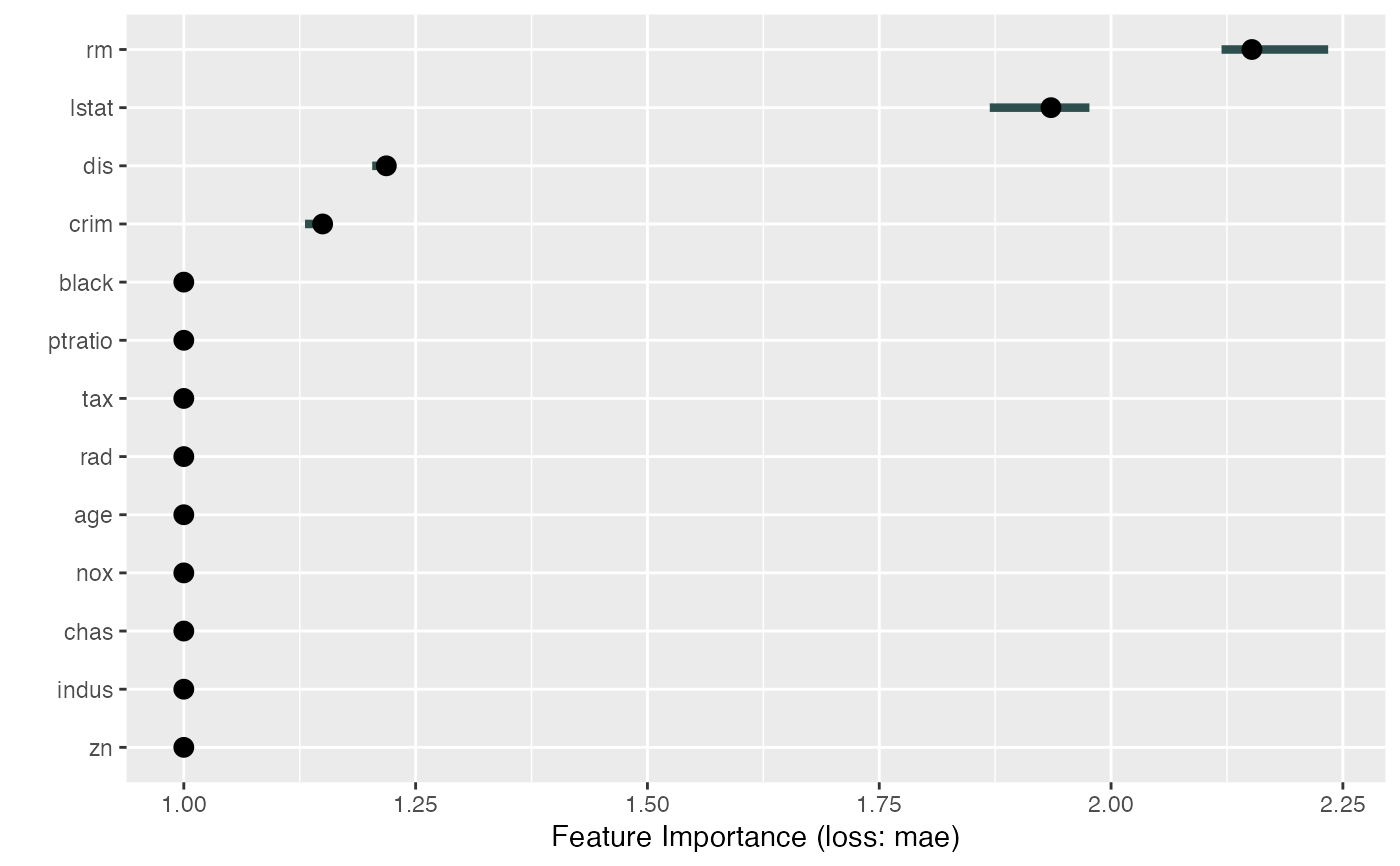 rm
lstat
dis
crim
black
ptratio
tax
rad
age
nox
chas
indus
zn
1.00 1.25 1.50 1.75 2.00 2.25
Feature Importance (loss: mae)